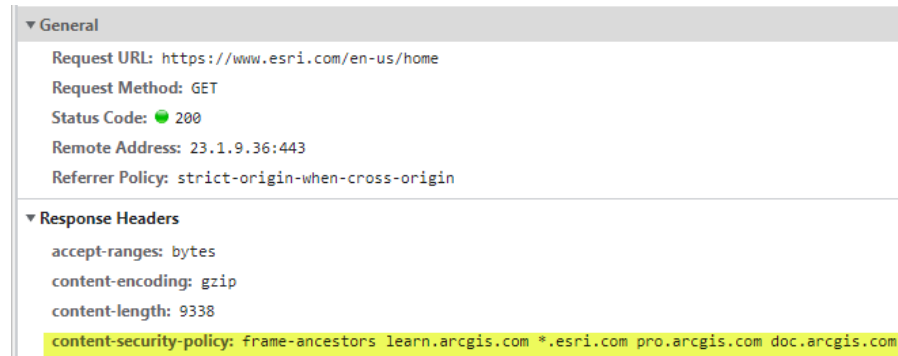 General
Request URL: https://www.esri.com/en-us/home
Request Method: GET
Status Code: 200
Remote Address: 23.1.9.36:443
Referrer Policy: strict-origin-when-cross-origin
Response Headers
accept-ranges: bytes
content-encoding: gzip
content-length: 9338
content-security-policy: frame-ancestors learn.arcgis.com *.esri.com pro.arcgis.com doc.arcgis.com